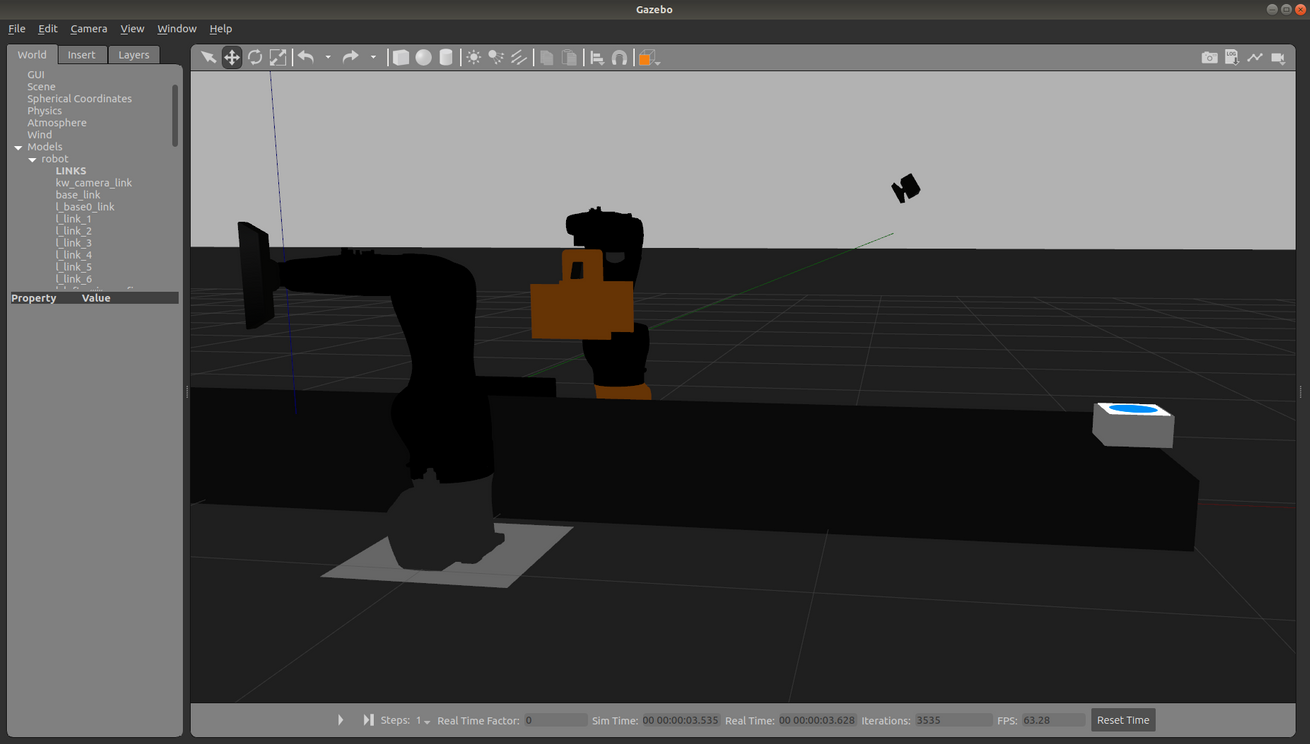 Gazebo
File Edit Camera View Window Help
World Insert Layers
GUI
Scene
Spherical Coordinates
Physics
Atmosphere
Wind
Models
robot
LINKS
kw_camera_link
base_link
l_base0_link
l_link_1
l_link_2
l_link_3
l_link_4
l_link_5
l_link_6
Property Value
LOG
Steps: 1 Real Time Factor: 0 Sim Time: 00 00:00:03.535 Real Time: 00 00:00:03.628 Iterations: 3535 FPS: 63.28 Reset Time